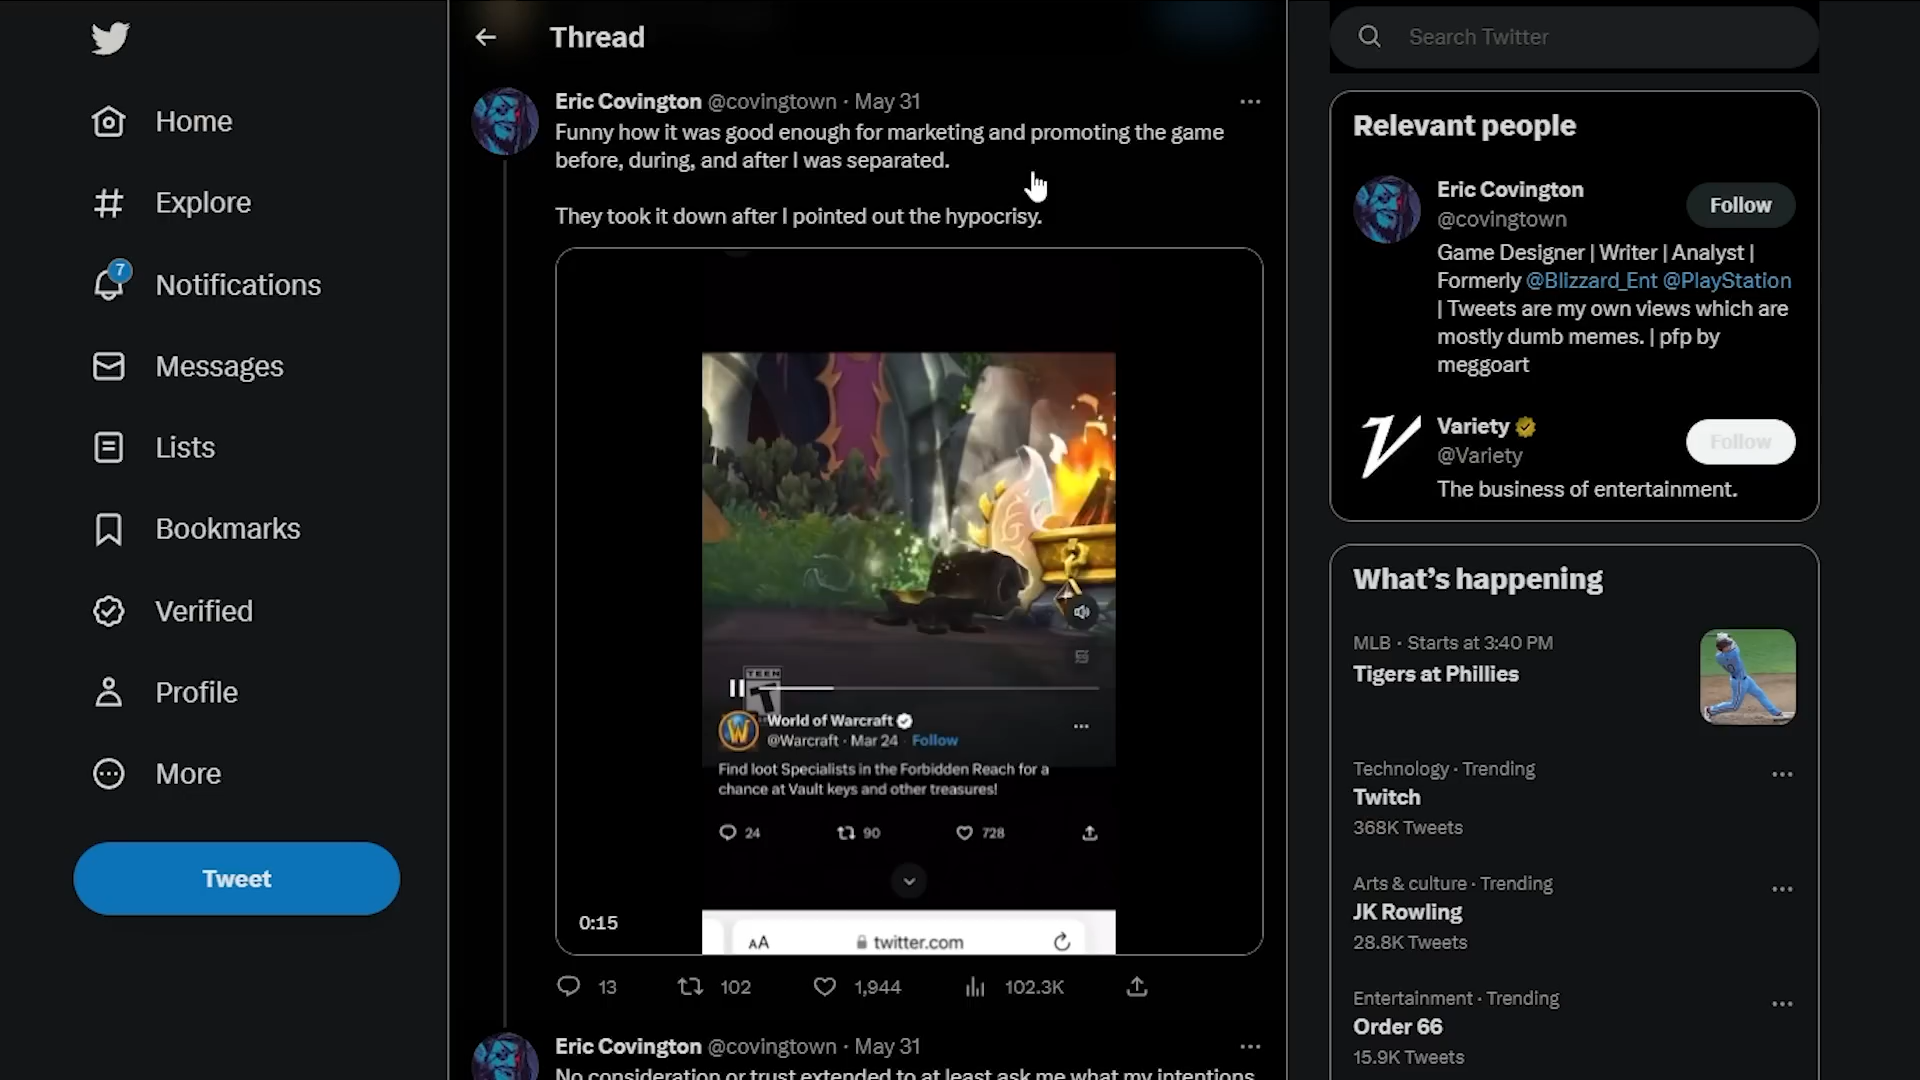 Home
Explore
7
Notifications
Messages
Lists
Bookmarks
Verified
Profile
More
Tweet
Thread
Eric Covington @covingtown · May 31
Funny how it was good enough for marketing and promoting the game
before, during, and after I was separated.
They took it down after I pointed out the hypocrisy.
TEEN
T
World of Warcraft
@Warcraft · Mar 24 · Follow
Find loot Specialists in the Forbidden Reach for a
chance at Vault keys and other treasures!
24 90 728
0:15
AA twitter.com
13 102 1,944 102.3K
Eric Covington @covingtown · May 31
No consideration or trust extended to at least ask me what my intentions
Search Twitter
Relevant people
Eric Covington
@covingtown
Follow
Game Designer | Writer | Analyst |
Formerly @Blizzard_Ent @PlayStation
| Tweets are my own views which are
mostly dumb memes. | pfp by
meggoart
Variety
@Variety
Follow
The business of entertainment.
What's happening
MLB · Starts at 3:40 PM
Tigers at Phillies
Technology · Trending
Twitch
368K Tweets
Arts & culture · Trending
JK Rowling
28.8K Tweets
Entertainment · Trending
Order 66
15.9K Tweets